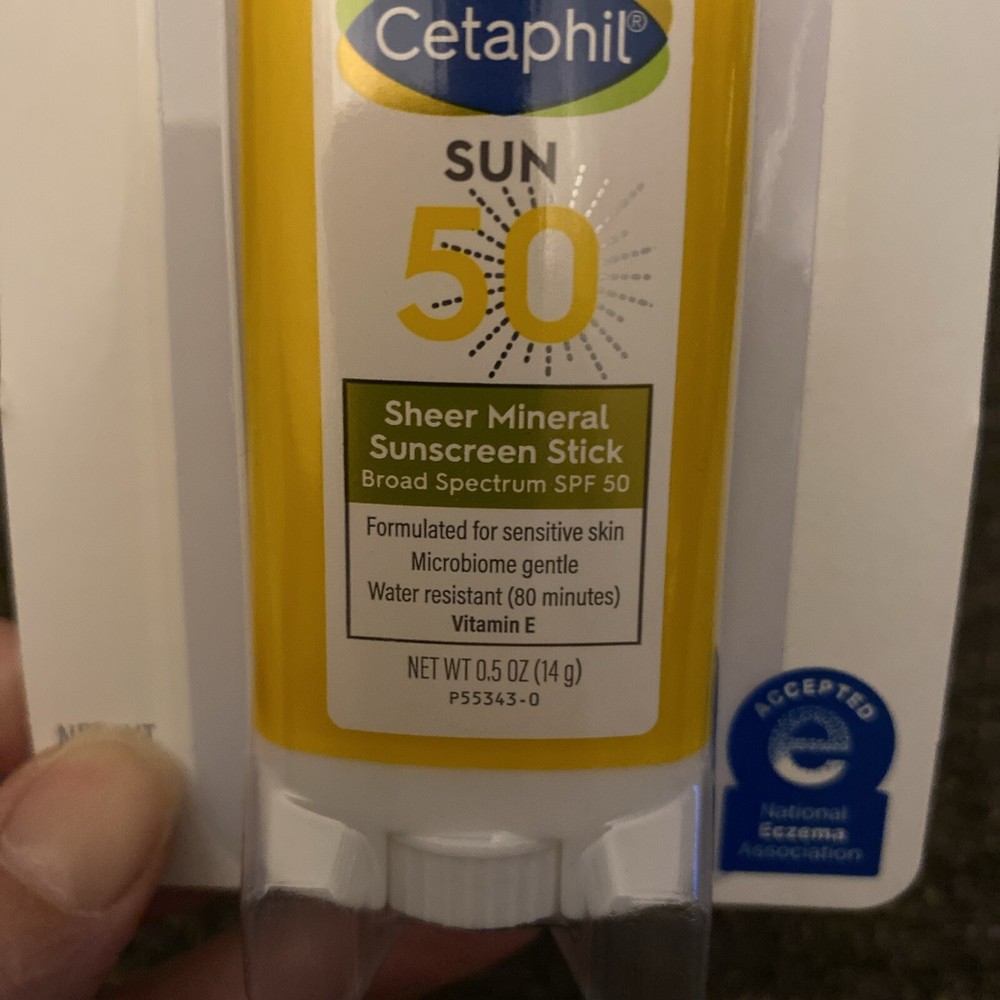 Cetaphil®
SUN
50
Sheer Mineral
Sunscreen Stick
Broad Spectrum SPF 50
Formulated for sensitive skin
Microbiome gentle
Water resistant (80 minutes)
Vitamin E
NET WT 0.5 OZ (14 g)
P55343-0
ACCEPTED
e
National
Eczema
Association